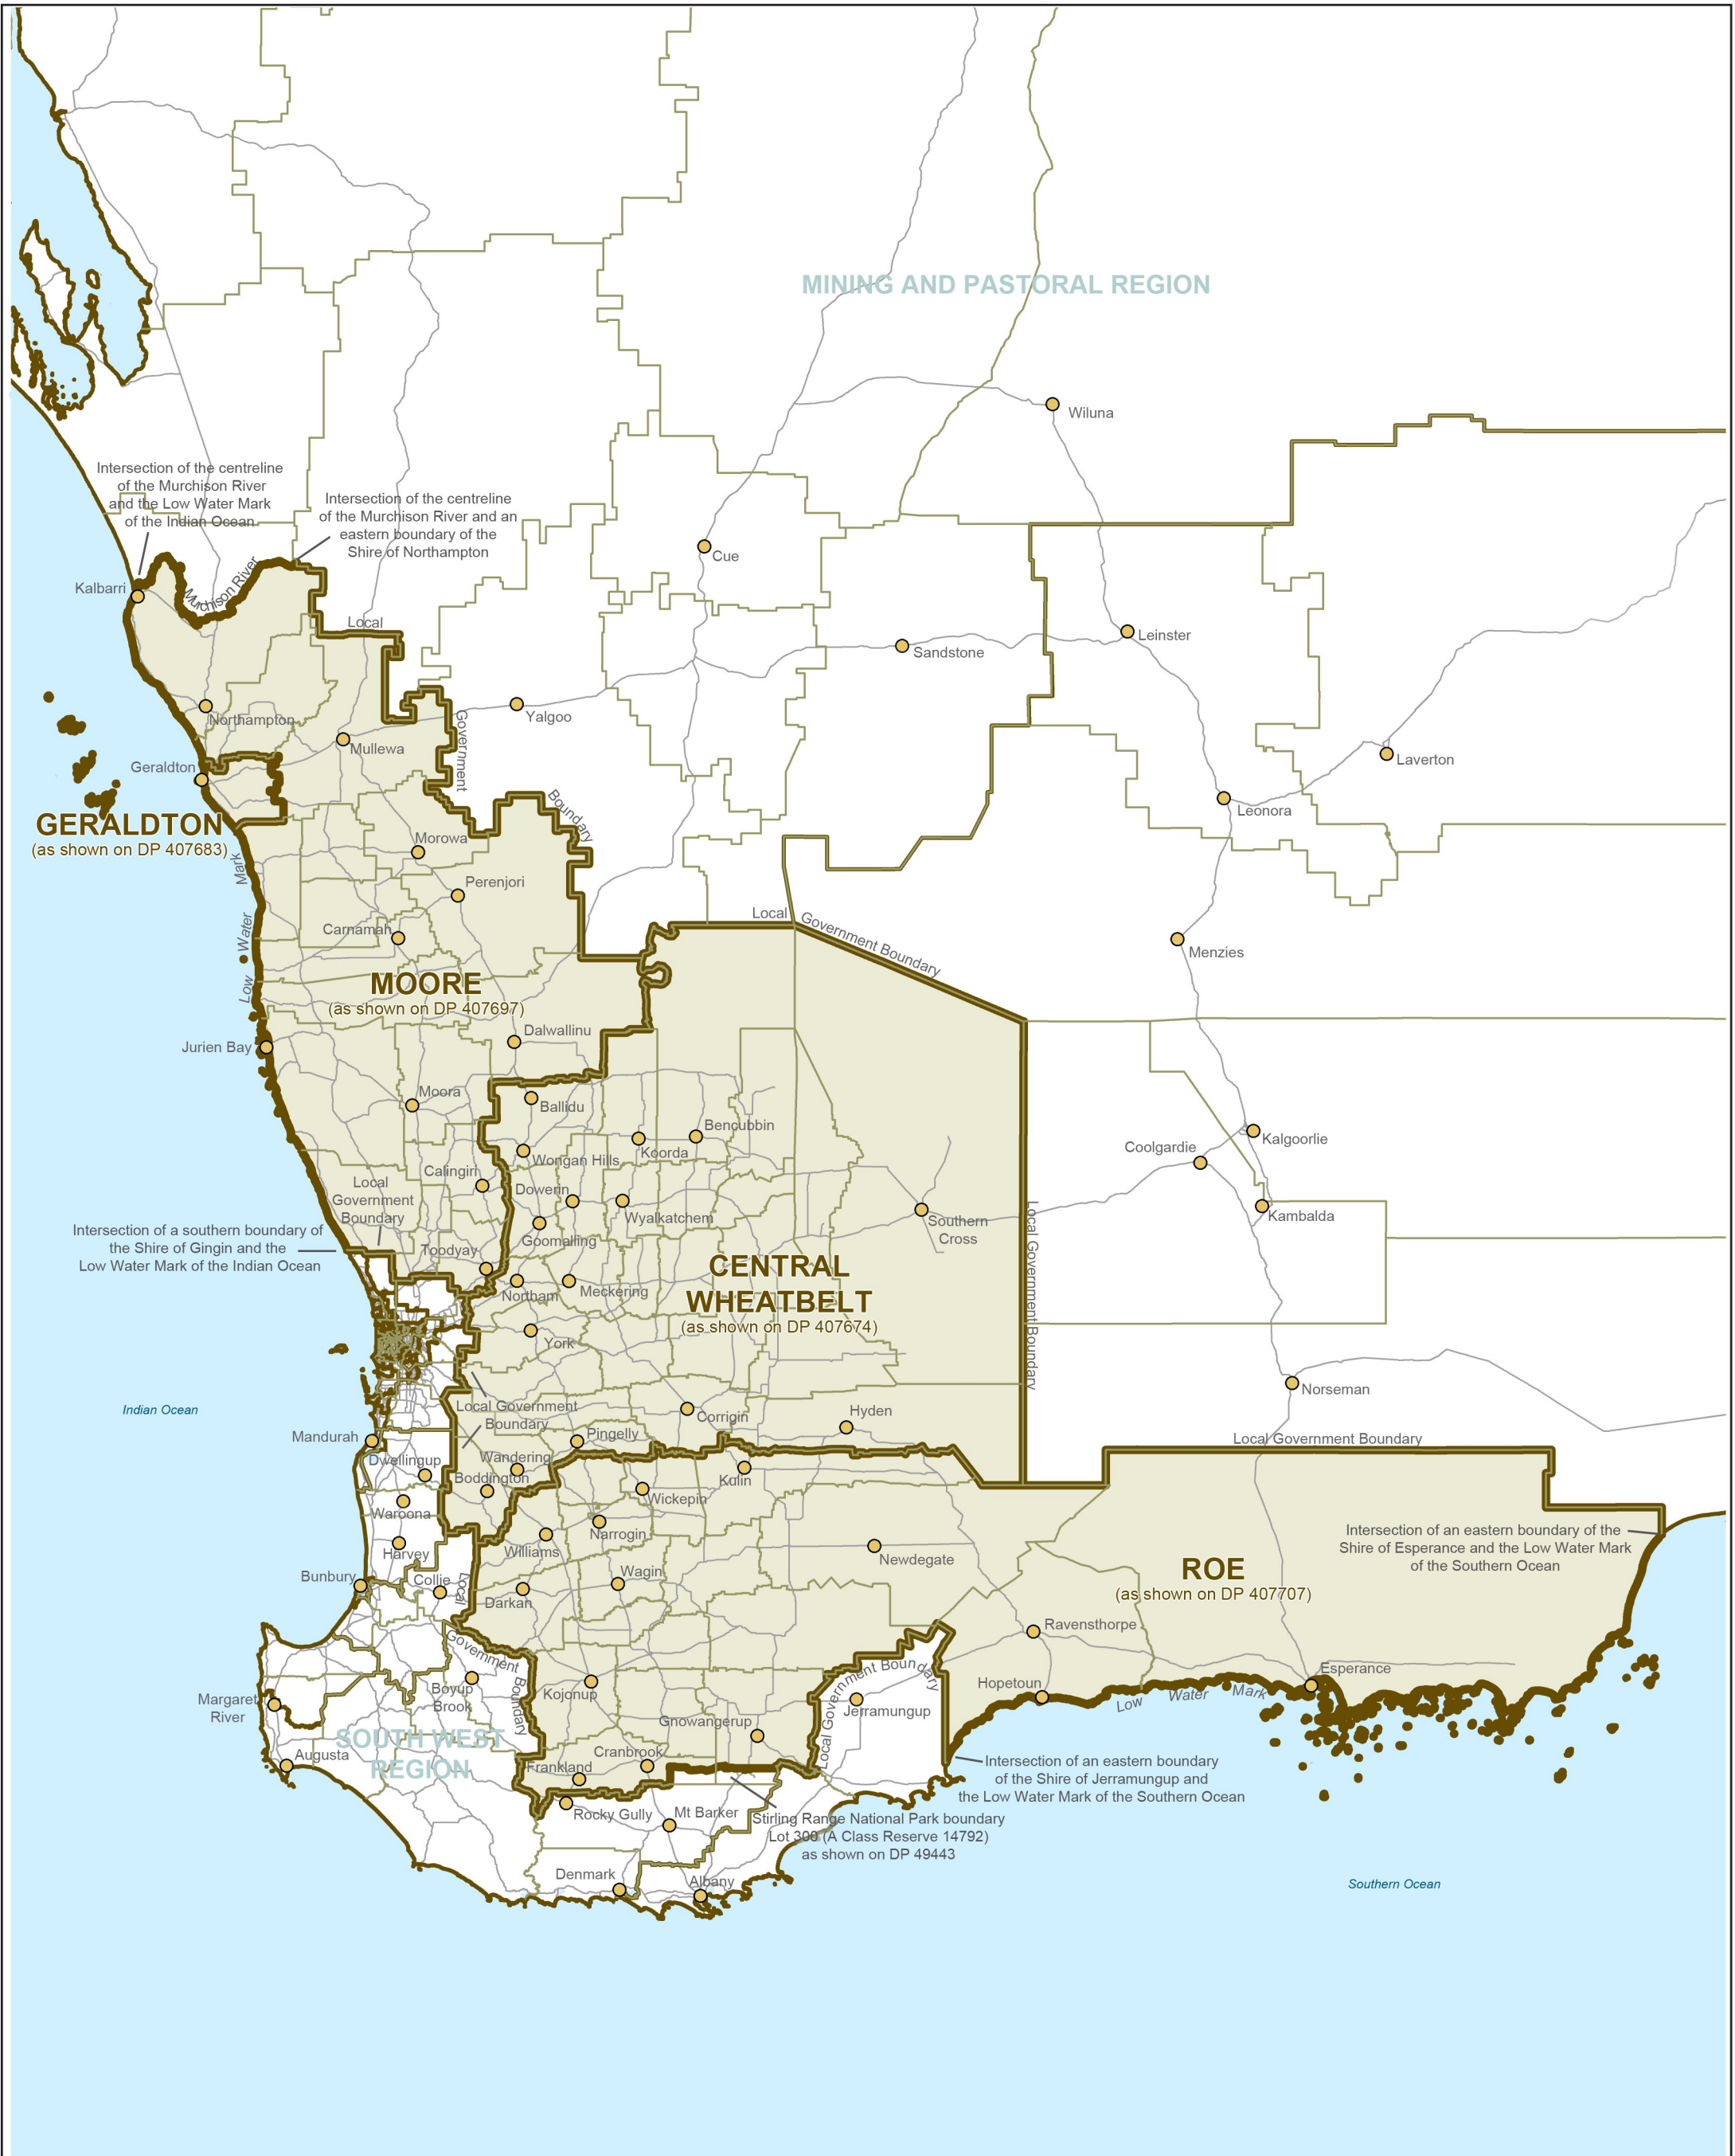 MINING AND PASTORAL REGION
Wiluna
Intersection of the centreline
of the Murchison River
and the Low Water Mark
of the Indian Ocean
Intersection of the centreline
of the Murchison River and an
eastern boundary of the
Shire of Northampton
Cue
Kalbarri
Murchison River
Local
Leinster
Sandstone
Northampton
Yalgoo
Government
Mullewa
Laverton
Geraldton
Leonora
Boundary
GERALDTON
(as shown on DP 407683)
Morowa
Mark
Perenjori
Local
Government Boundary
Carnamah
Water
Menzies
Low
MOORE
(as shown on DP 407697)
Dalwallinu
Jurien Bay
Moora
Ballidu
Bencubbin
Kalgoorlie
Koorda
Coolgardie
Wongan Hills
Calingiri
Local
Government
Boundary
Dowerin
Wyalkatchem
Southern
Cross
Kambalda
Local Government Boundary
Intersection of a southern boundary of
the Shire of Gingin and the
Low Water Mark of the Indian Ocean
Goomalling
Toodyay
CENTRAL
WHEATBELT
(as shown on DP 407674)
Northam
Meckering
York
Norseman
Indian Ocean
Local Government
Boundary
Corrigin
Hyden
Mandurah
Pingelly
Local Government Boundary
Dwellingup
Wandering
Boddington
Kulin
Wickepin
Waroona
Narrogin
Intersection of an eastern boundary of the
Shire of Esperance and the Low Water Mark
of the Southern Ocean
Harvey
Williams
Newdegate
ROE
(as shown on DP 407707)
Bunbury
Collie
Local
Wagin
Darkan
Ravensthorpe
Government
Boundary
Local Government Boundary
Esperance
Boyup
Brook
Kojonup
Hopetoun
Low Water Mark
Margaret
River
Jerramungup
Gnowangerup
SOUTH WEST
REGION
Augusta
Cranbrook
Frankland
Intersection of an eastern boundary
of the Shire of Jerramungup and
the Low Water Mark of the Southern Ocean
Rocky Gully
Mt Barker
Stirling Range National Park boundary
Lot 300 (A Class Reserve 14792)
as shown on DP 49443
Denmark
Albany
Southern Ocean